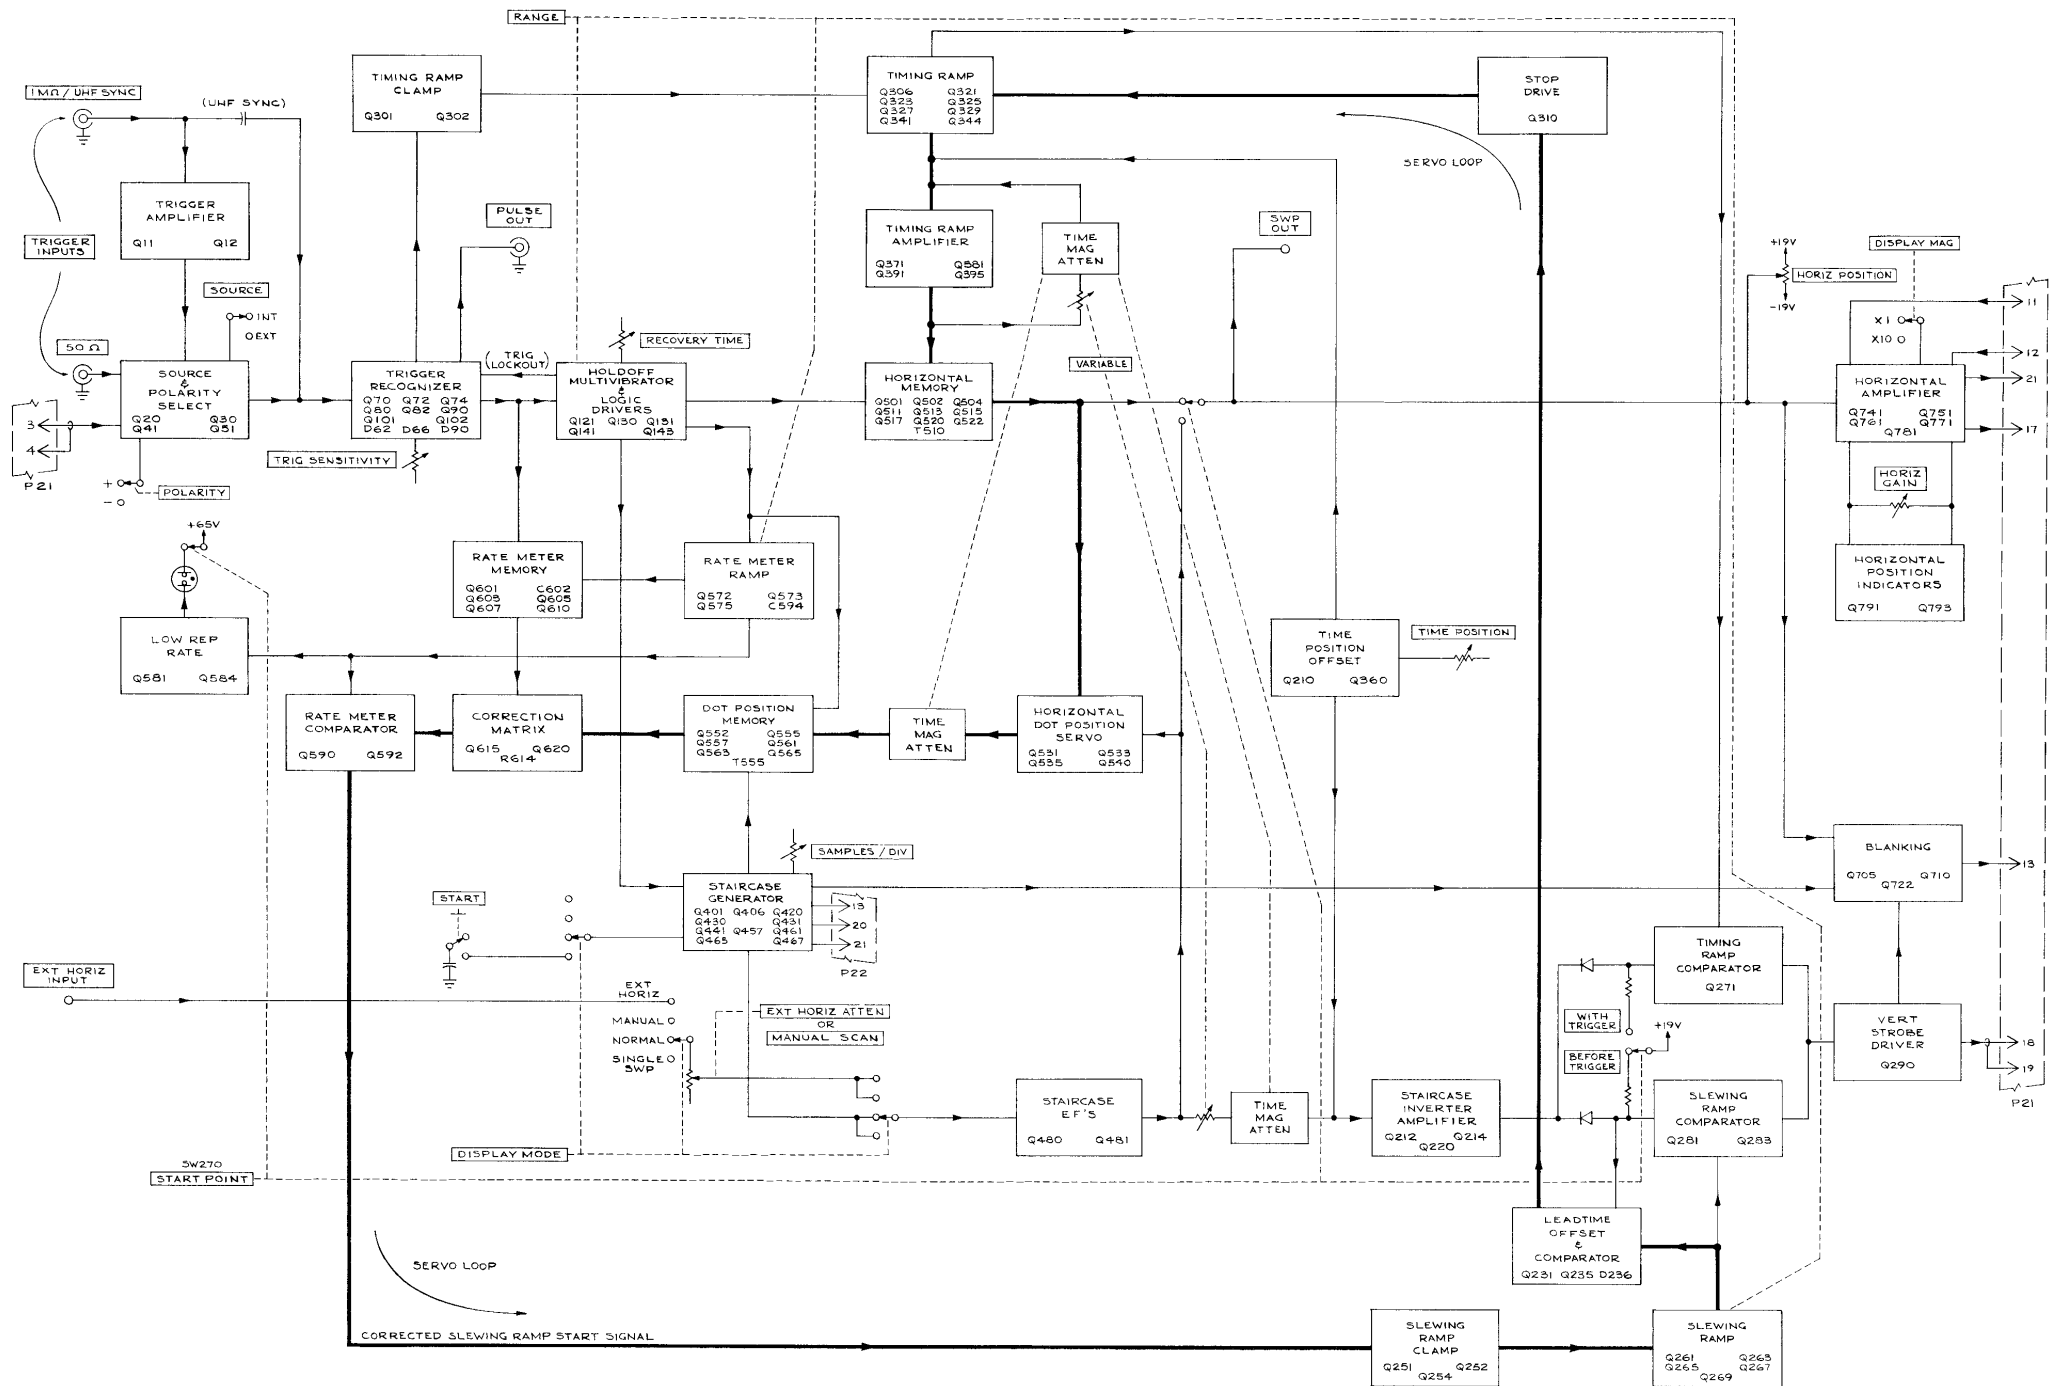 RANGE
1MΩ / UHF SYNC
(UHF SYNC)
TRIGGER
AMPLIFIER
Q11 Q12
TRIGGER
INPUTS
50 Ω
SOURCE
INT
EXT
SOURCE
&
POLARITY
SELECT
Q20 Q30
Q41 Q51
3
4
P21
+
-
POLARITY
TIMING RAMP
CLAMP
Q301 Q302
PULSE
OUT
TRIGGER
RECOGNIZER
Q70 Q72 Q74
Q80 Q82 Q90
Q101 Q102
D62 D66 D90
TRIG SENSITIVITY
(TRIG
LOCKOUT)
RECOVERY TIME
HOLDOFF
MULTIVIBRATOR
&
LOGIC
DRIVERS
Q121 Q130 Q131
Q141 Q143
TIMING RAMP
Q306 Q321
Q323 Q325
Q327 Q329
Q341 Q344
STOP
DRIVE
Q310
SERVO LOOP
TIMING RAMP
AMPLIFIER
Q371 Q381
Q391 Q395
TIME
MAG
ATTEN
VARIABLE
SWP
OUT
HORIZONTAL
MEMORY
Q501 Q502 Q504
Q511 Q513 Q515
Q517 Q520 Q522
T510
+19V
HORIZ POSITION
-19V
DISPLAY MAG
X1
X10
HORIZONTAL
AMPLIFIER
Q741 Q751
Q761 Q771
Q781
11
12
21
17
HORIZ
GAIN
HORIZONTAL
POSITION
INDICATORS
Q791 Q793
+65V
LOW REP
RATE
Q581 Q584
RATE METER
MEMORY
Q601 C602
Q603 Q605
Q607 Q610
RATE METER
RAMP
Q572 Q573
Q575 C594
RATE METER
COMPARATOR
Q590 Q592
CORRECTION
MATRIX
Q615 Q620
R614
DOT POSITION
MEMORY
Q552 Q555
Q557 Q561
Q563 Q565
T555
TIME
MAG
ATTEN
HORIZONTAL
DOT POSITION
SERVO
Q531 Q533
Q535 Q540
TIME
POSITION
OFFSET
Q210 Q360
TIME POSITION
SAMPLES / DIV
STAIRCASE
GENERATOR
Q401 Q406 Q420
Q430 Q431
Q441 Q457 Q461
Q465 Q467
20
21
P22
START
EXT HORIZ
INPUT
EXT
HORIZ
MANUAL
NORMAL
SINGLE
SWP
EXT HORIZ ATTEN
OR
MANUAL SCAN
DISPLAY MODE
SW270
START POINT
STAIRCASE
EF'S
Q480 Q481
TIME
MAG
ATTEN
STAIRCASE
INVERTER
AMPLIFIER
Q212 Q214
Q220
WITH
TRIGGER
BEFORE
TRIGGER
+19V
TIMING
RAMP
COMPARATOR
Q271
SLEWING
RAMP
COMPARATOR
Q281 Q283
BLANKING
Q705 Q710
Q722
13
VERT
STROBE
DRIVER
Q290
18
19
P21
LEADTIME
OFFSET
&
COMPARATOR
Q231 Q235 D236
SERVO LOOP
CORRECTED SLEWING RAMP START SIGNAL
SLEWING
RAMP
CLAMP
Q251 Q252
Q254
SLEWING
RAMP
Q261 Q263
Q265 Q267
Q269